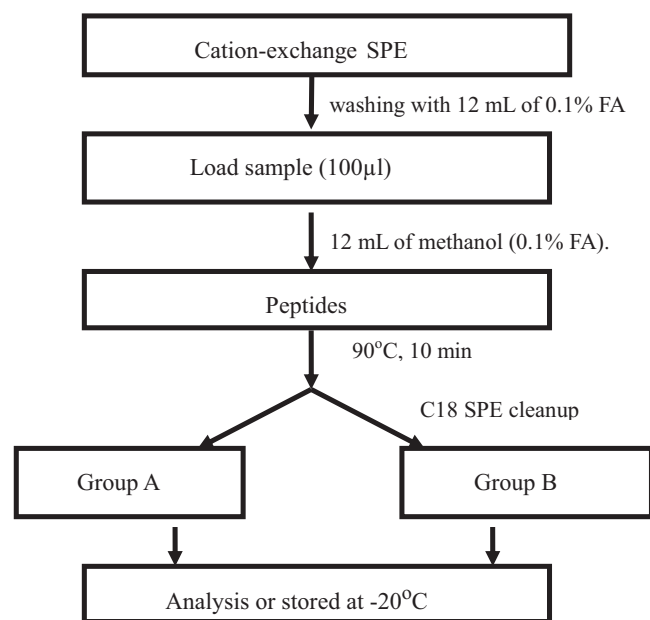 Cation-exchange SPE
washing with 12 mL of 0.1% FA
Load sample (100µl)
12 mL of methanol (0.1% FA).
Peptides
90°C, 10 min
C18 SPE cleanup
Group A
Group B
Analysis or stored at -20°C